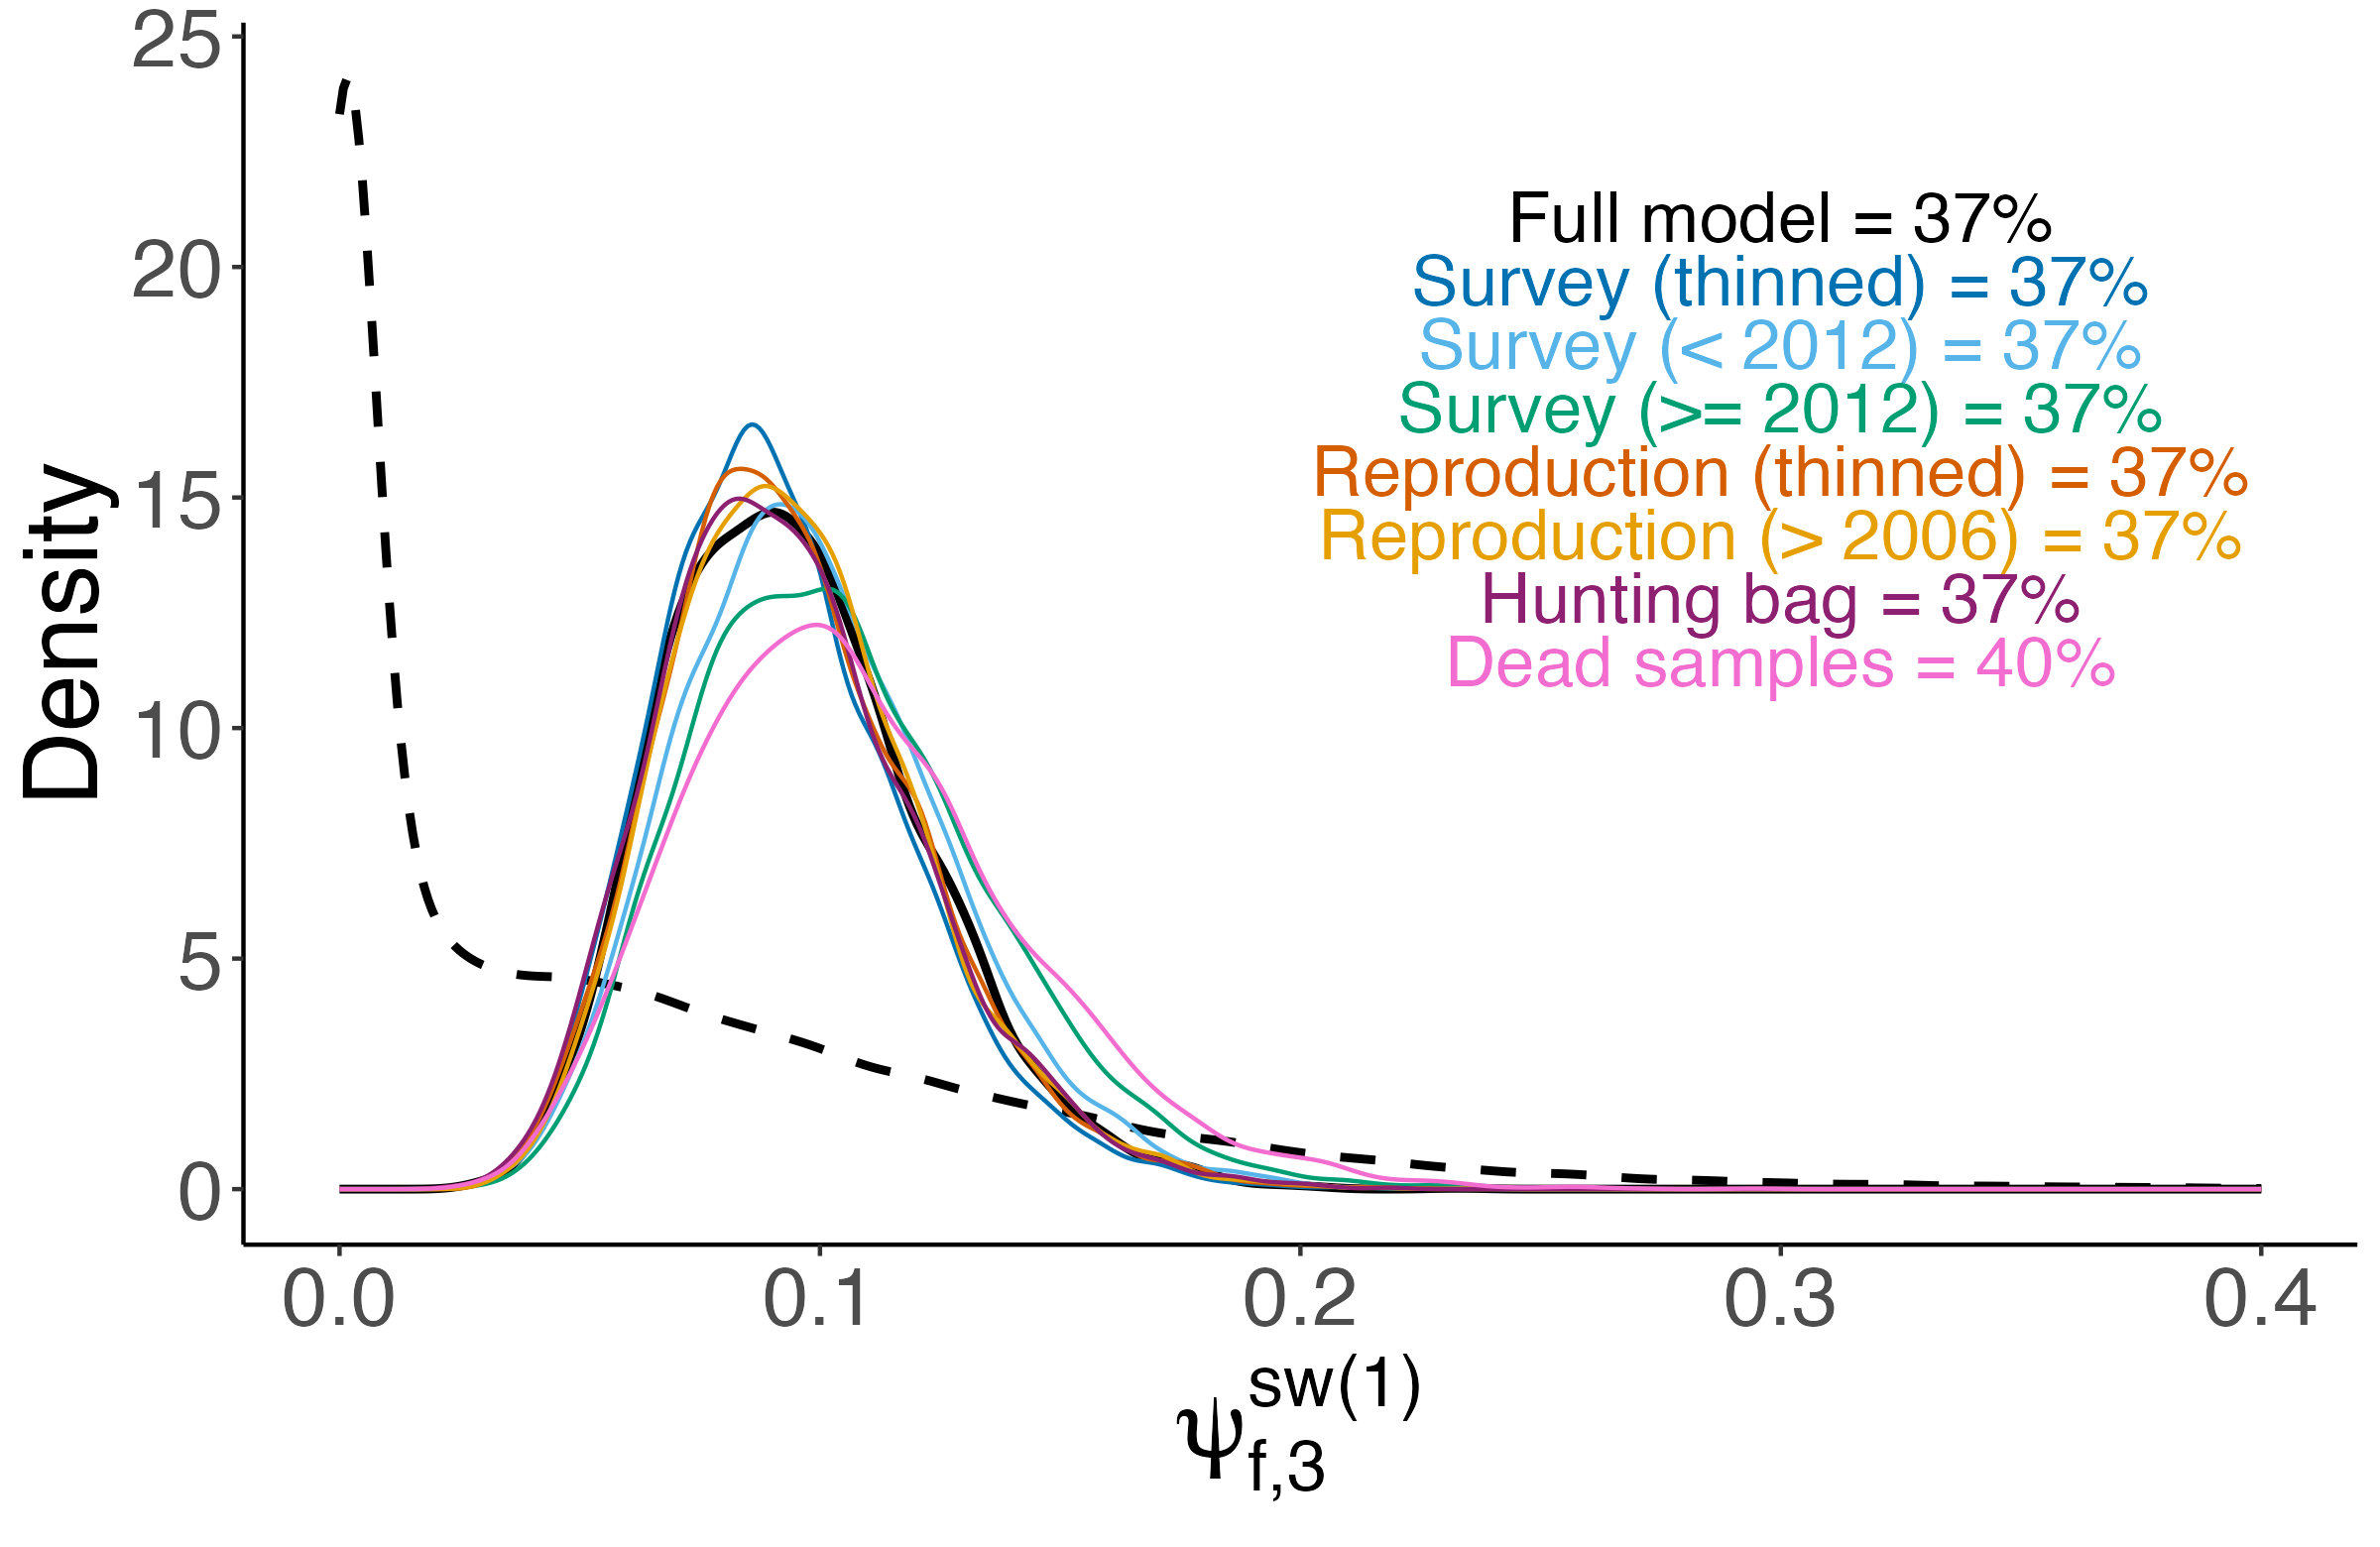 25
20
15
10
5
0
Density
Full model = 37%
Survey (thinned) = 37%
Survey (< 2012) = 37%
Survey (>= 2012) = 37%
Reproduction (thinned) = 37%
Reproduction (> 2006) = 37%
Hunting bag = 37%
Dead samples = 40%
0.0 0.1 0.2 0.3 0.4
ψ f,3 sw(1)